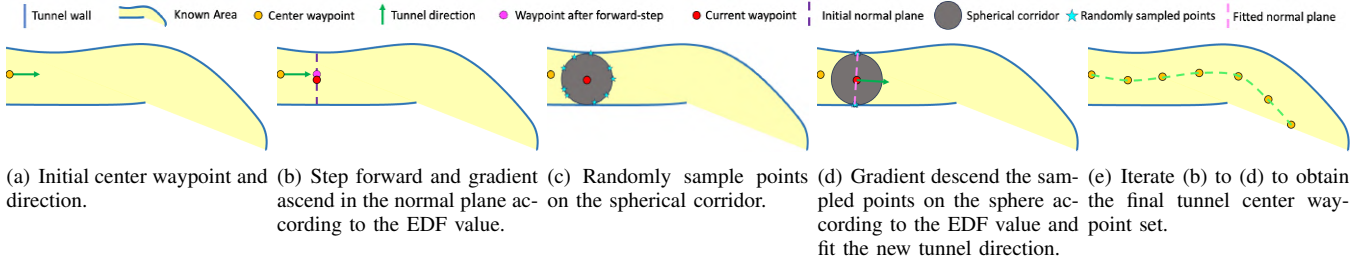 Tunnel wall Known Area Center waypoint Tunnel direction Waypoint after forward-step Current waypoint Initial normal plane Spherical corridor Randomly sampled points Fitted normal plane
(a) Initial center waypoint and
direction.
(b) Step forward and gradient
ascend in the normal plane ac-
cording to the EDF value.
(c) Randomly sample points
on the spherical corridor.
(d) Gradient descend the sam-
pled points on the sphere ac-
cording to the EDF value and
fit the new tunnel direction.
(e) Iterate (b) to (d) to obtain
the final tunnel center way-
point set.